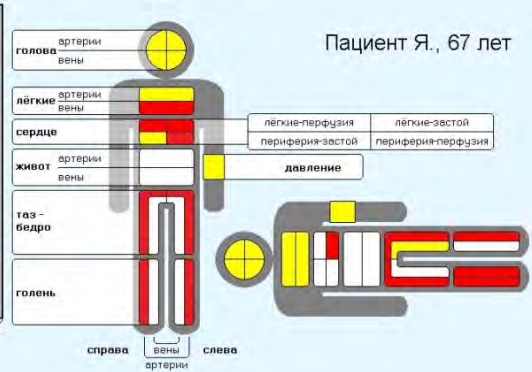 Пациент Я., 67 лет
голова
артерии
вены
лёгкие
артерии
вены
сердце
лёгкие-перфузия
лёгкие-застой
периферия-застой
периферия-перфузия
живот
артерии
вены
давление
таз -
бедро
голень
справа
вены
слева
артерии